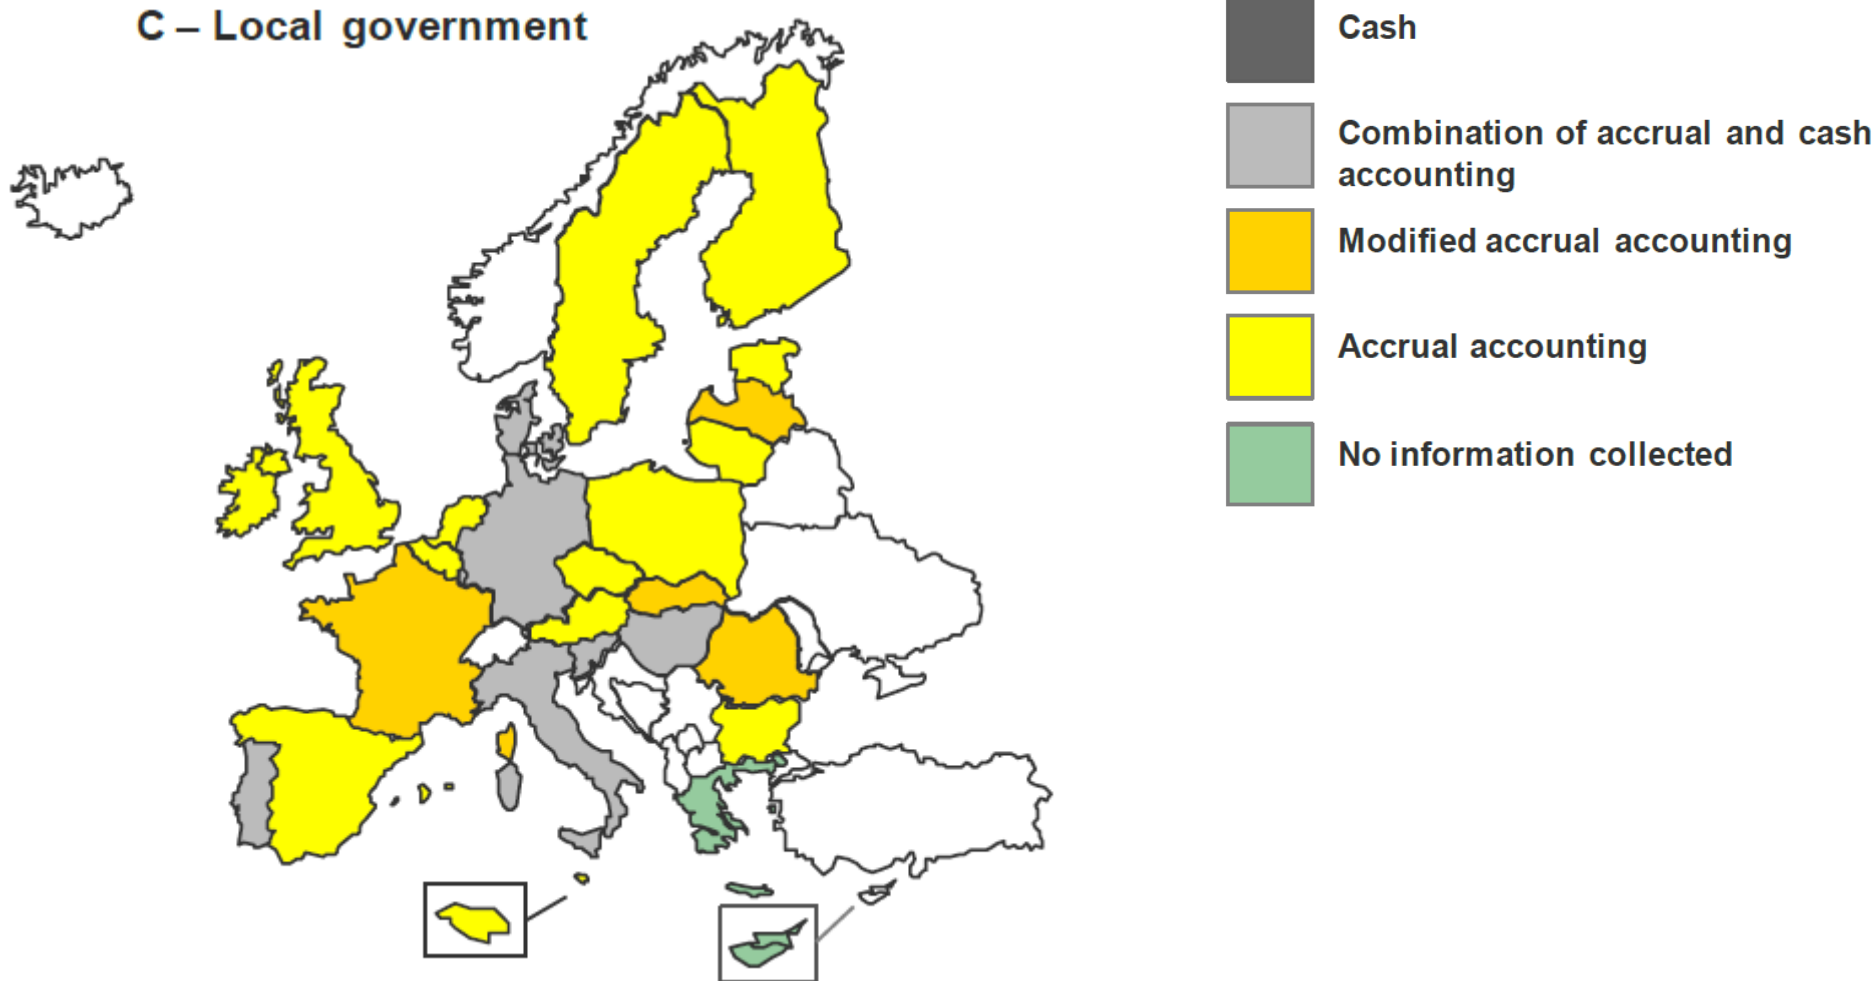 C – Local government
Cash
Combination of accrual and cash
accounting
Modified accrual accounting
Accrual accounting
No information collected